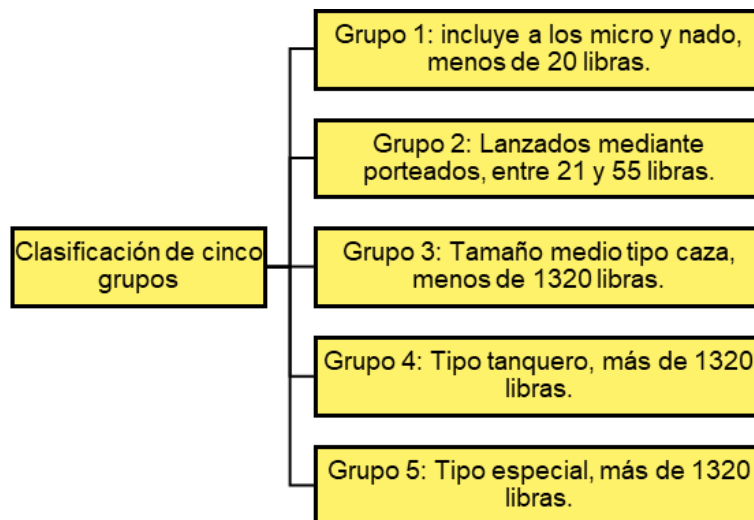 Grupo 1: incluye a los micro y nado,
menos de 20 libras.
Grupo 2: Lanzados mediante
porteados, entre 21 y 55 libras.
Clasificación de cinco
grupos
Grupo 3: Tamaño medio tipo caza,
menos de 1320 libras.
Grupo 4: Tipo tanquero, más de 1320
libras.
Grupo 5: Tipo especial, más de 1320
libras.